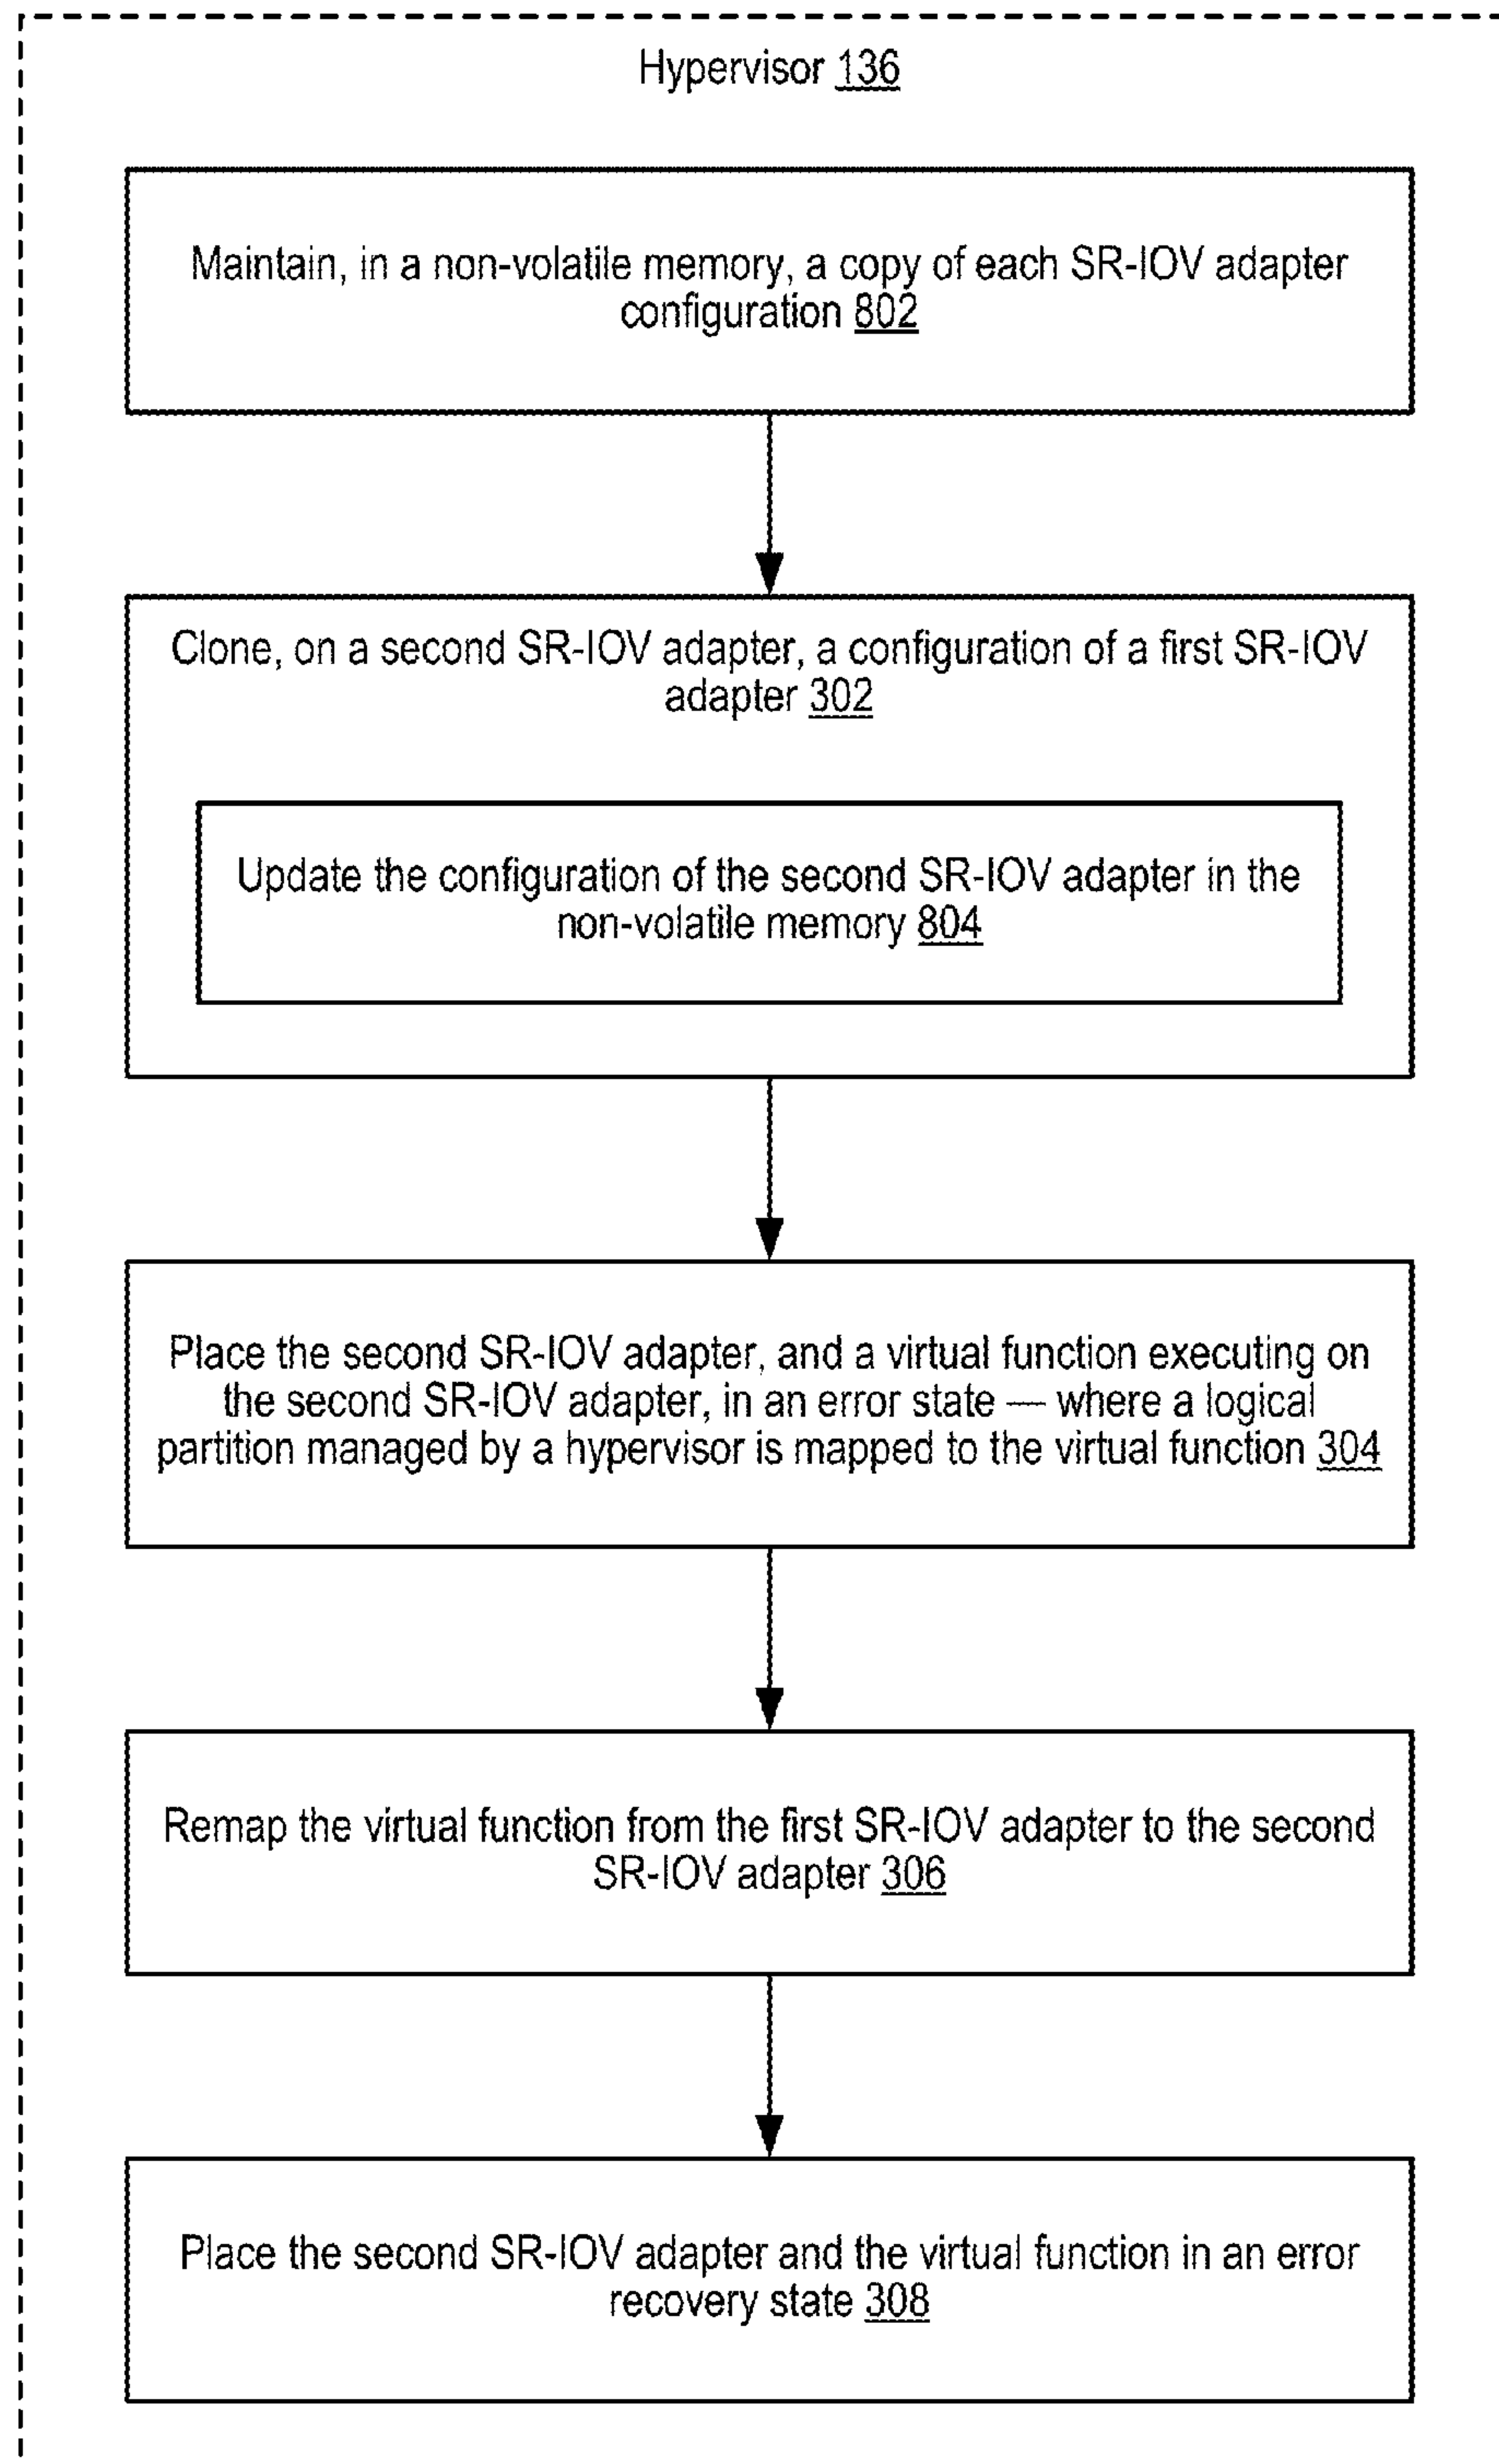 Hypervisor 136
Maintain, in a non-volatile memory, a copy of each SR-IOV adapter
configuration 802
Clone, on a second SR-IOV adapter, a configuration of a first SR-IOV
adapter 302
Update the configuration of the second SR-IOV adapter in the
non-volatile memory 804
Place the second SR-IOV adapter, and a virtual function executing on
the second SR-IOV adapter, in an error state — where a logical
partition managed by a hypervisor is mapped to the virtual function 304
Remap the virtual function from the first SR-IOV adapter to the second
SR-IOV adapter 306
Place the second SR-IOV adapter and the virtual function in an error
recovery state 308